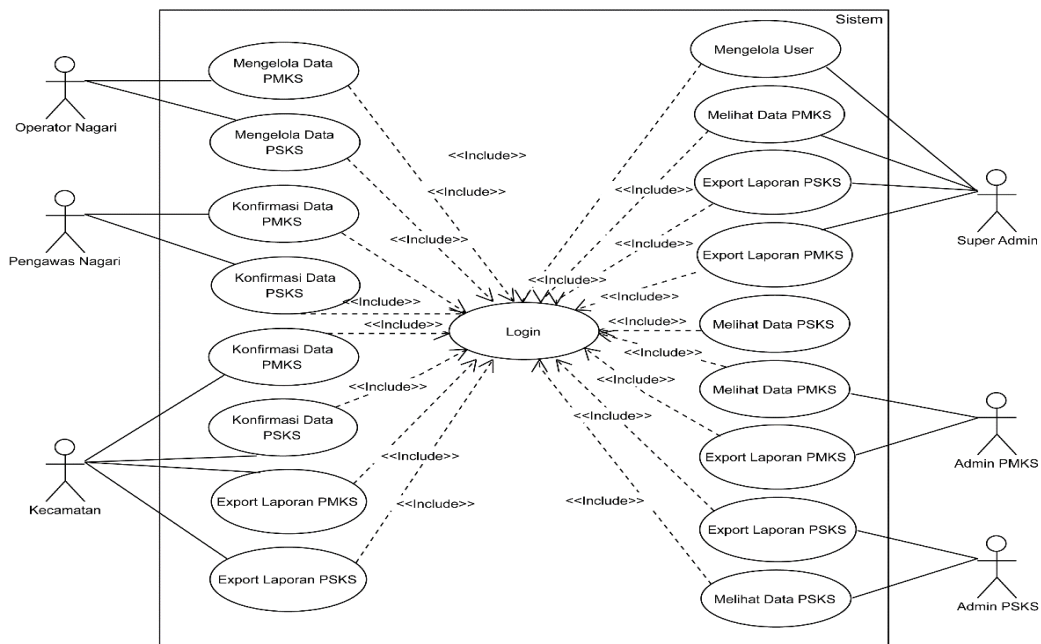 Sistem
Operator Nagari
Pengawas Nagari
Kecamatan
Mengelola Data
PMKS
Mengelola Data
PSKS
Konfirmasi Data
PMKS
Konfirmasi Data
PSKS
Konfirmasi Data
PMKS
Konfirmasi Data
PSKS
Export Laporan PMKS
Export Laporan PSKS
<<Include>>
<<Include>>
<<Include>>
<<Include>>
<<Include>>
<<Include>>
<<Include>>
<<Include>>
Login
<<Include>>
<<Include>>
<<Include>>
<<Include>>
<<Include>>
<<Include>>
<<Include>>
<<Include>>
<<Include>>
Mengelola User
Melihat Data PMKS
Export Laporan PSKS
Export Laporan PMKS
Melihat Data PSKS
Melihat Data PMKS
Export Laporan PMKS
Export Laporan PSKS
Melihat Data PSKS
Super Admin
Admin PMKS
Admin PSKS